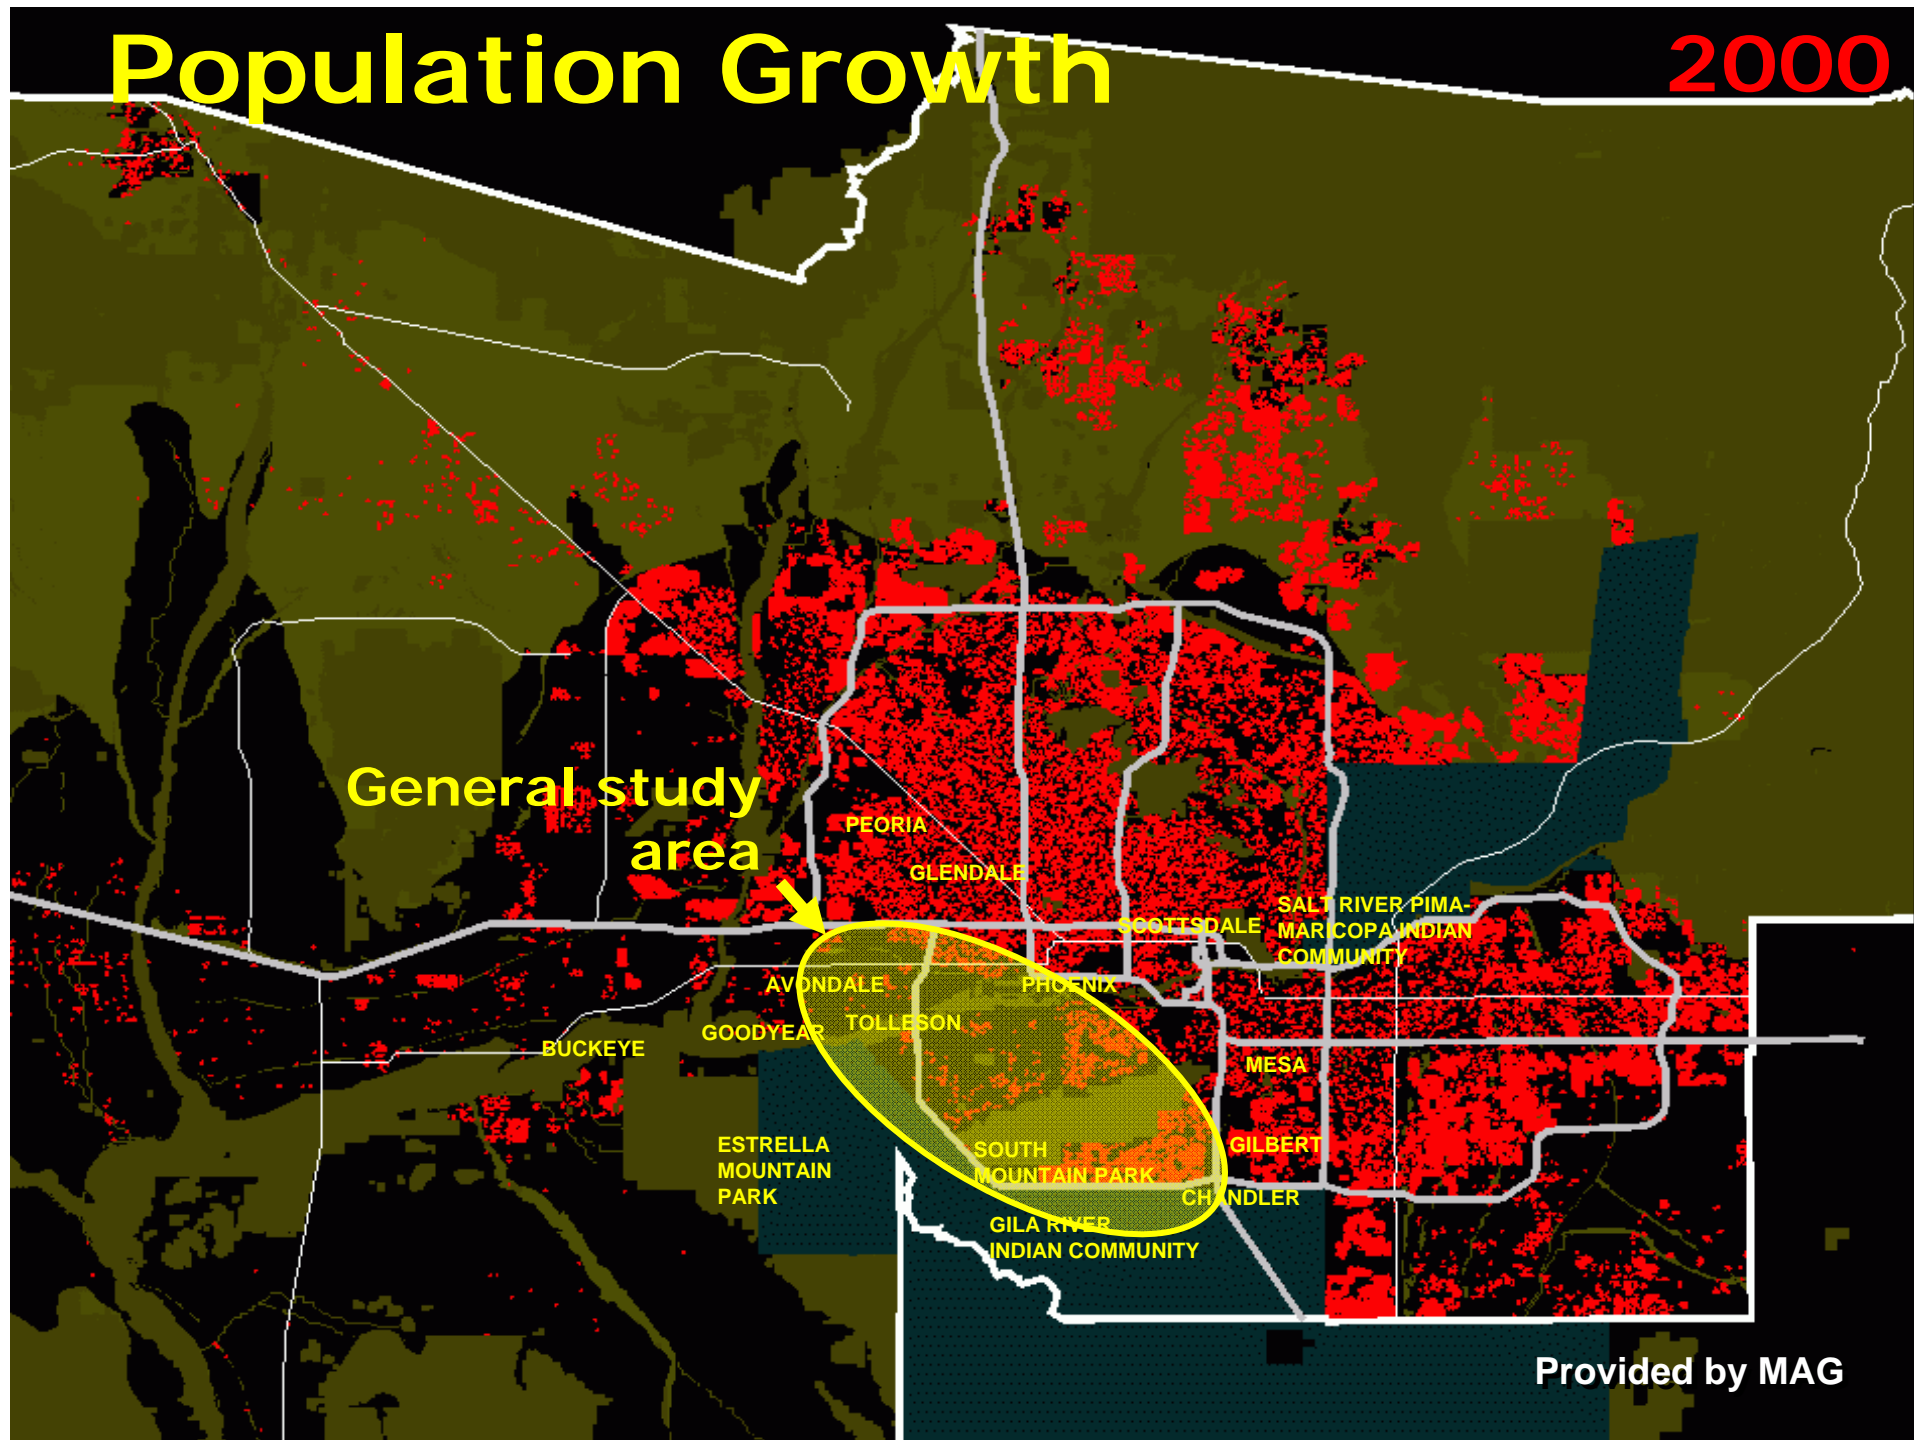 Population Growth
2000
General study
area
PEORIA
GLENDALE
SCOTTSDALE
SALT RIVER PIMA-
MARICOPA INDIAN
COMMUNITY
AVONDALE
PHOENIX
TOLLESON
GOODYEAR
BUCKEYE
MESA
ESTRELLA
MOUNTAIN
PARK
SOUTH
MOUNTAIN PARK
GILBERT
CHANDLER
GILA RIVER
INDIAN COMMUNITY
Provided by MAG